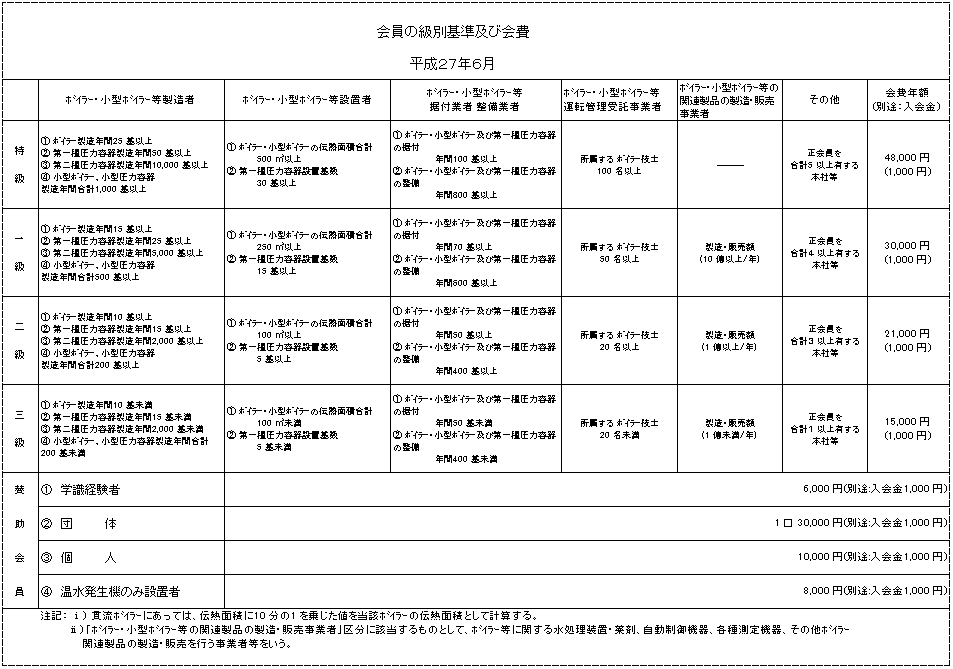 会員の級別基準及び会費
平成27年6月
ﾎﾞｲﾗｰ・小型ﾎﾞｲﾗｰ等製造者
ﾎﾞｲﾗｰ・小型ﾎﾞｲﾗｰ等設置者
ﾎﾞｲﾗｰ・小型ﾎﾞｲﾗｰ等
据付業者 整備業者
ﾎﾞｲﾗｰ・小型ﾎﾞｲﾗｰ等
運転管理受託事業者
ﾎﾞｲﾗｰ・小型ﾎﾞｲﾗｰ等の
関連製品の製造・販売
事業者
その他
会費年額
(別途:入会金)
特
級
① ﾎﾞｲﾗｰ製造年間25 基以上
② 第一種圧力容器製造年間50 基以上
③ 第二種圧力容器製造年間10,000 基以上
④ 小型ﾎﾞｲﾗｰ、小型圧力容器
製造年間合計1,000 基以上
① ﾎﾞｲﾗｰ・小型ﾎﾞｲﾗｰの伝熱面積合計
500 ㎡以上
② 第一種圧力容器設置基数
30 基以上
① ﾎﾞｲﾗｰ・小型ﾎﾞｲﾗｰ及び第一種圧力容器
の据付
年間100 基以上
② ﾎﾞｲﾗｰ・小型ﾎﾞｲﾗｰ及び第一種圧力容器
の整備
年間800 基以上
所属する ﾎﾞｲﾗｰ技士
100 名以上
———
正会員を
合計5 以上有する
本社等
48,000 円
(1,000 円)
一
級
① ﾎﾞｲﾗｰ製造年間15 基以上
② 第一種圧力容器製造年間25 基以上
③ 第二種圧力容器製造年間5,000 基以上
④ 小型ﾎﾞｲﾗｰ、小型圧力容器
製造年間合計500 基以上
① ﾎﾞｲﾗｰ・小型ﾎﾞｲﾗｰの伝熱面積合計
250 ㎡以上
② 第一種圧力容器設置基数
15 基以上
① ﾎﾞｲﾗｰ・小型ﾎﾞｲﾗｰ及び第一種圧力容器
の据付
年間70 基以上
② ﾎﾞｲﾗｰ・小型ﾎﾞｲﾗｰ及び第一種圧力容器
の整備
年間600 基以上
所属する ﾎﾞｲﾗｰ技士
50 名以上
製造・販売額
(10 億以上/年)
正会員を
合計4 以上有する
本社等
30,000 円
(1,000 円)
二
級
① ﾎﾞｲﾗｰ製造年間10 基以上
② 第一種圧力容器製造年間15 基以上
③ 第二種圧力容器製造年間2,000 基以上
④ 小型ﾎﾞｲﾗｰ、小型圧力容器
製造年間合計200 基以上
① ﾎﾞｲﾗｰ・小型ﾎﾞｲﾗｰの伝熱面積合計
100 ㎡以上
② 第一種圧力容器設置基数
5 基以上
① ﾎﾞｲﾗｰ・小型ﾎﾞｲﾗｰ及び第一種圧力容器
の据付
年間50 基以上
② ﾎﾞｲﾗｰ・小型ﾎﾞｲﾗｰ及び第一種圧力容器
の整備
年間400 基以上
所属する ﾎﾞｲﾗｰ技士
20 名以上
製造・販売額
(1 億以上/年)
正会員を
合計3 以上有する
本社等
21,000 円
(1,000 円)
三
級
① ﾎﾞｲﾗｰ製造年間10 基未満
② 第一種圧力容器製造年間15 基未満
③ 第二種圧力容器製造年間2,000 基未満
④ 小型ﾎﾞｲﾗｰ、小型圧力容器製造年間合計
200 基未満
① ﾎﾞｲﾗｰ・小型ﾎﾞｲﾗｰの伝熱面積合計
100 ㎡未満
② 第一種圧力容器設置基数
5 基未満
① ﾎﾞｲﾗｰ・小型ﾎﾞｲﾗｰ及び第一種圧力容器
の据付
年間50 基未満
② ﾎﾞｲﾗｰ・小型ﾎﾞｲﾗｰ及び第一種圧力容器
の整備
年間400 基未満
所属する ﾎﾞｲﾗｰ技士
20 名未満
製造・販売額
(1 億未満/年)
正会員を
合計1 以上有する
本社等
15,000 円
(1,000 円)
賛
助
会
員
① 学識経験者 6,000 円(別途:入会金1,000 円)
② 団 体 1 口 30,000 円(別途:入会金1,000 円)
③ 個 人 10,000 円(別途:入会金1,000 円)
④ 温水発生機のみ設置者 8,000 円(別途:入会金1,000 円)
注記: ⅰ) 貫流ﾎﾞｲﾗｰにあっては、伝熱面積に10 分の1 を乗じた値を当該ﾎﾞｲﾗｰの伝熱面積として計算する。
ⅱ)「ﾎﾞｲﾗｰ・小型ﾎﾞｲﾗｰ等の関連製品の製造・販売事業者」区分に該当するものとして、ﾎﾞｲﾗｰ等に関する水処理装置・薬剤、自動制御機器、各種測定機器、その他ﾎﾞｲﾗｰ
関連製品の製造・販売を行う事業者等をいう。